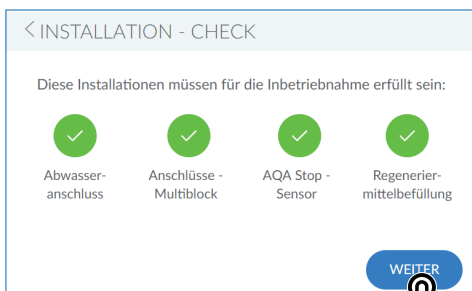 INSTALLATION - CHECK
Diese Installationen müssen für die Inbetriebnahme erfüllt sein:
Abwasser-
anschluss
Anschlüsse -
Multiblock
AQA Stop -
Sensor
Regenerier-
mittelbefüllung
WEITER